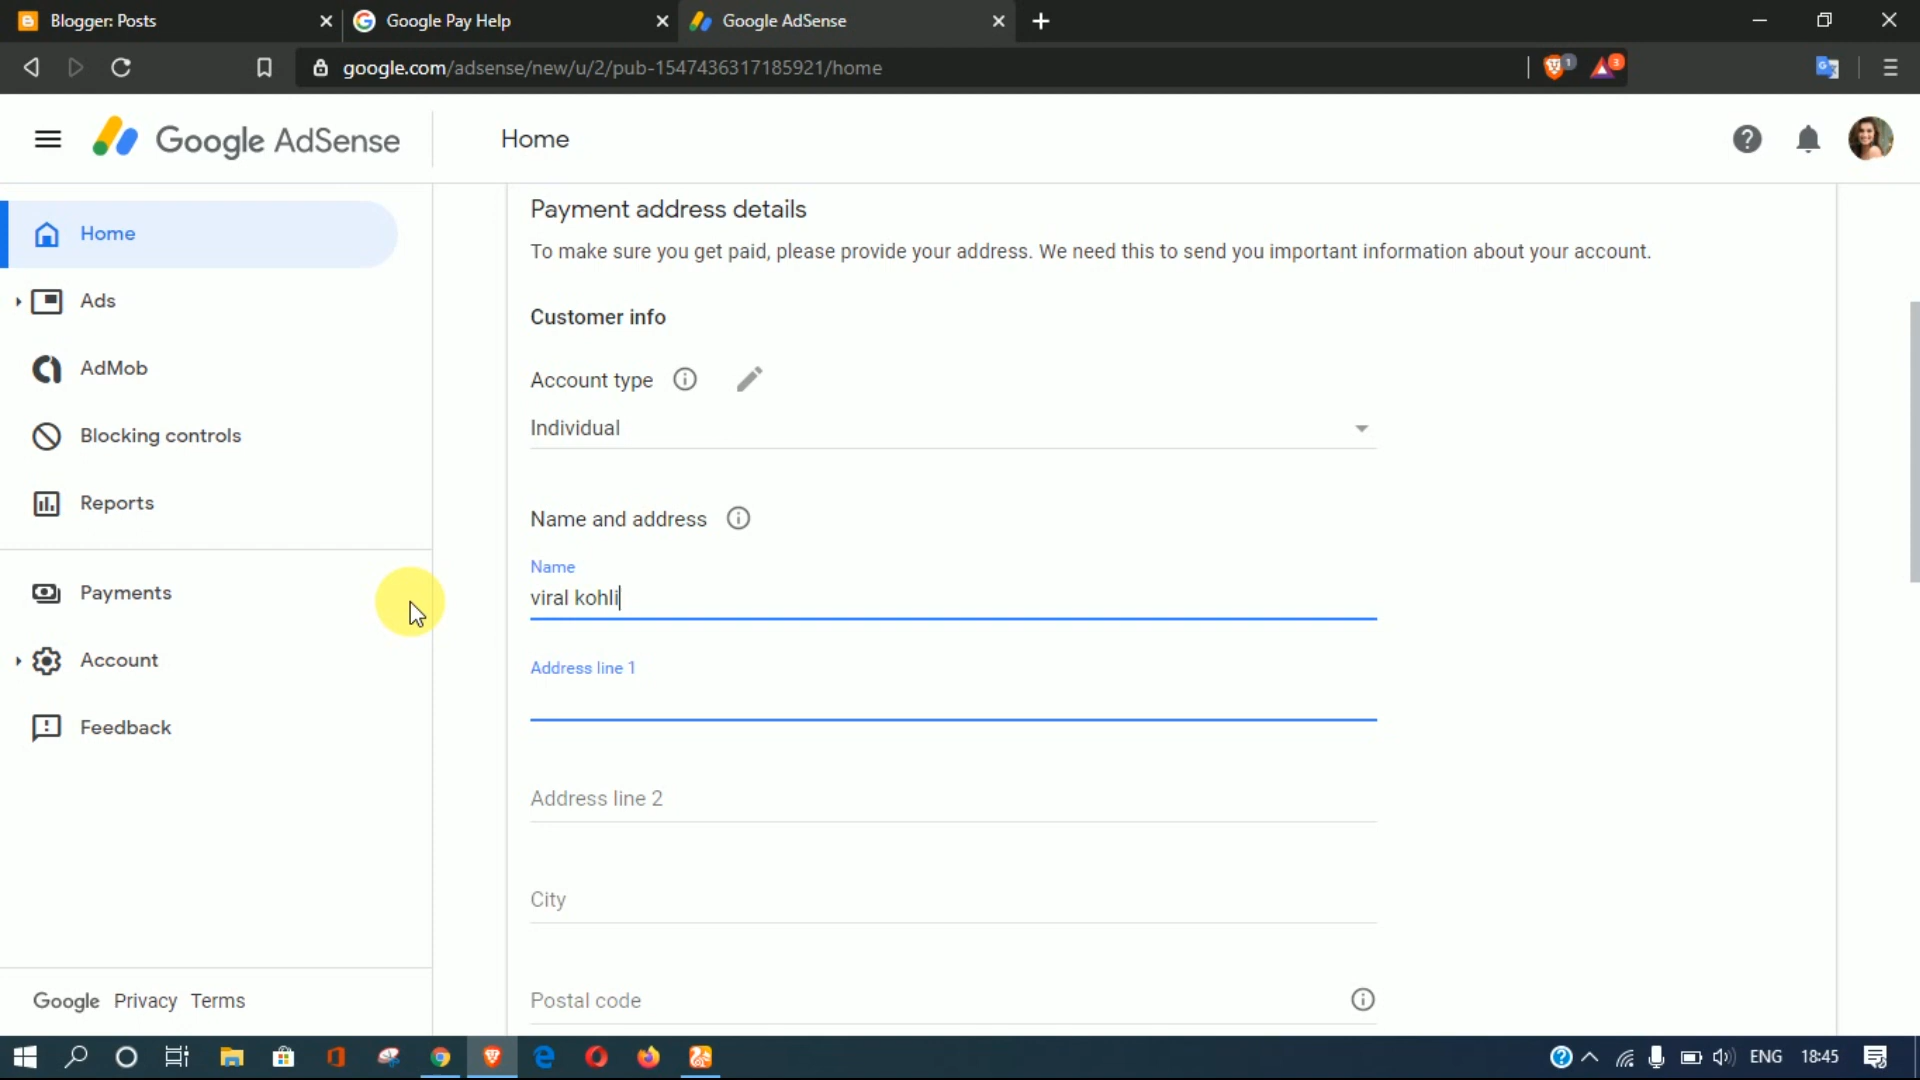 Blogger: Posts
Google Pay Help
Google AdSense
google.com/adsense/new/u/2/pub-1547436317185921/home
1
3
Google AdSense
Home
Home
Ads
AdMob
Blocking controls
Reports
Payments
Account
Feedback
Google Privacy Terms
Payment address details
To make sure you get paid, please provide your address. We need this to send you important information about your account.
Customer info
Account type
Individual
Name and address
Name
viral kohli
Address line 1
Address line 2
City
Postal code
ENG
18:45